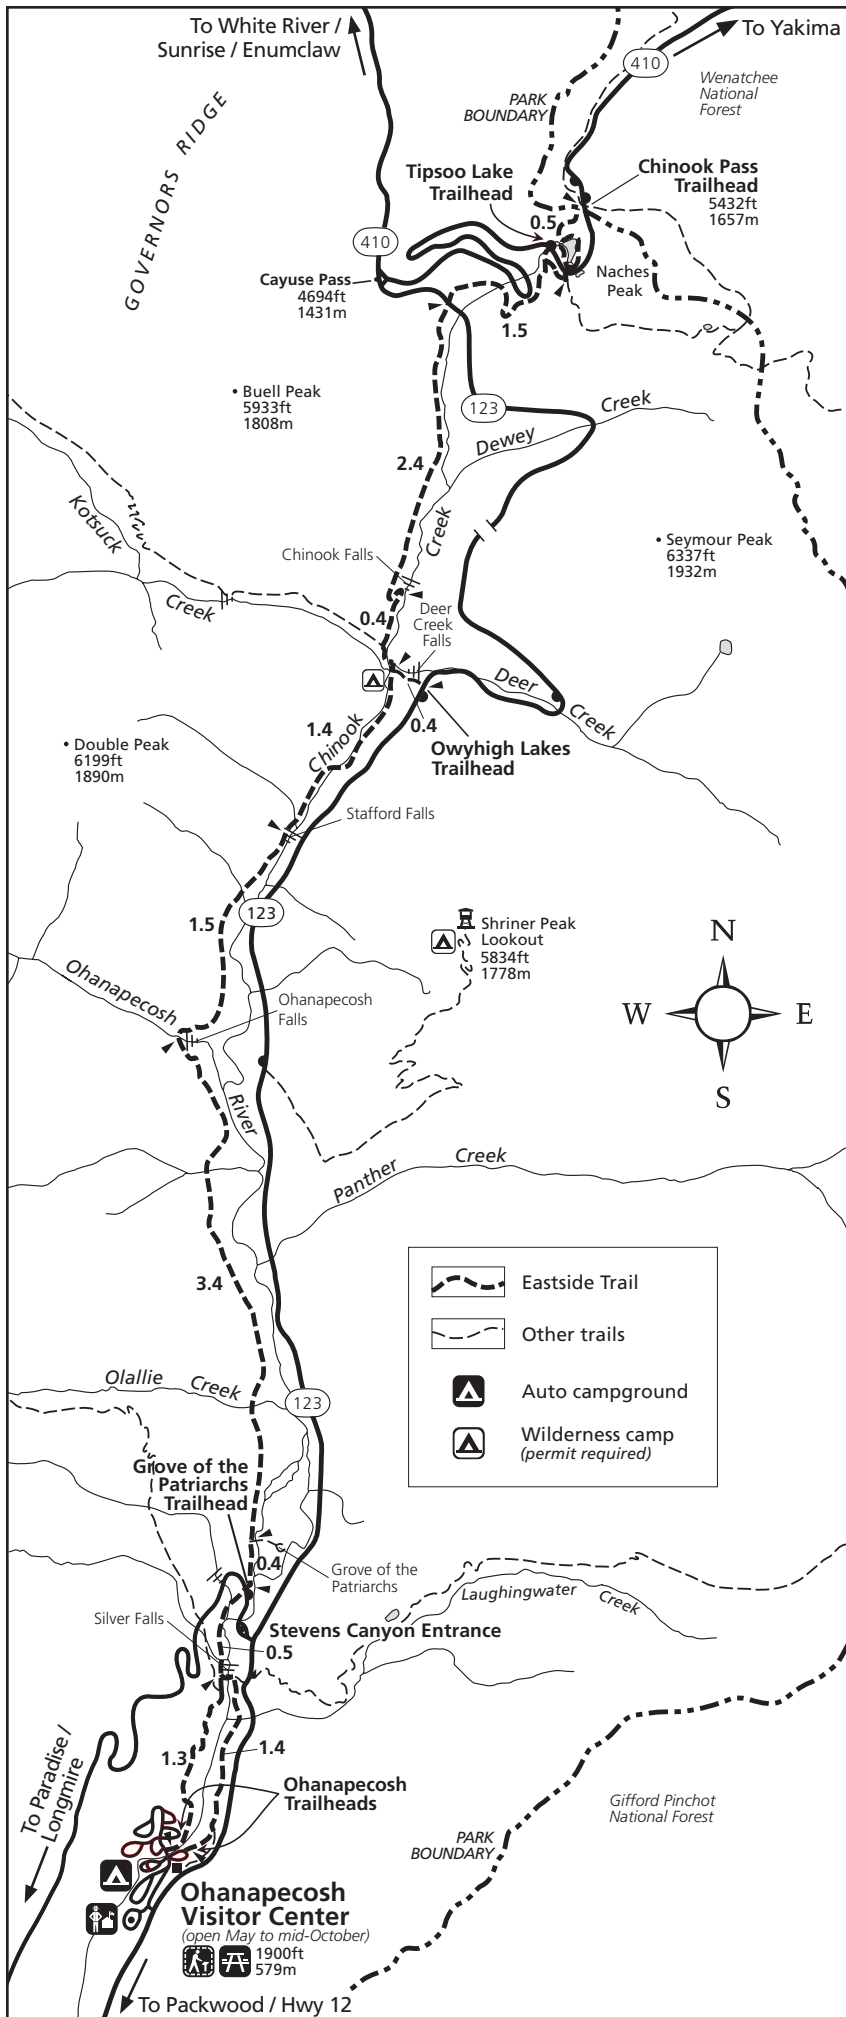 To White River /
Sunrise / Enumclaw
To Yakima
410
Wenatchee
National
Forest
PARK
BOUNDARY
GOVERNORS RIDGE
Tipsoo Lake
Trailhead
Chinook Pass
Trailhead
5432ft
1657m
0.5
410
Cayuse Pass
4694ft
1431m
Naches
Peak
1.5
Buell Peak
5933ft
1808m
123
Creek
Dewey
2.4
Kotsuck
Creek
Seymour Peak
6337ft
1932m
Chinook Falls
Creek
0.4
Deer
Creek
Falls
Deer
Creek
0.4
1.4
Chinook
Owyhigh Lakes
Trailhead
Double Peak
6199ft
1890m
Stafford Falls
123
1.5
Shriner Peak
Lookout
5834ft
1778m
N
W
E
S
Ohanapecosh
Ohanapecosh
Falls
River
Creek
Panther
3.4
Eastside Trail
Other trails
Auto campground
Wilderness camp
(permit required)
Olallie Creek
123
Grove of the
Patriarchs
Trailhead
0.4
Grove of the
Patriarchs
Laughingwater
Creek
Silver Falls
Stevens Canyon Entrance
0.5
1.3
1.4
To Paradise /
Longmire
Ohanapecosh
Trailheads
Gifford Pinchot
National Forest
PARK
BOUNDARY
Ohanapecosh
Visitor Center
(open May to mid-October)
1900ft
579m
To Packwood / Hwy 12